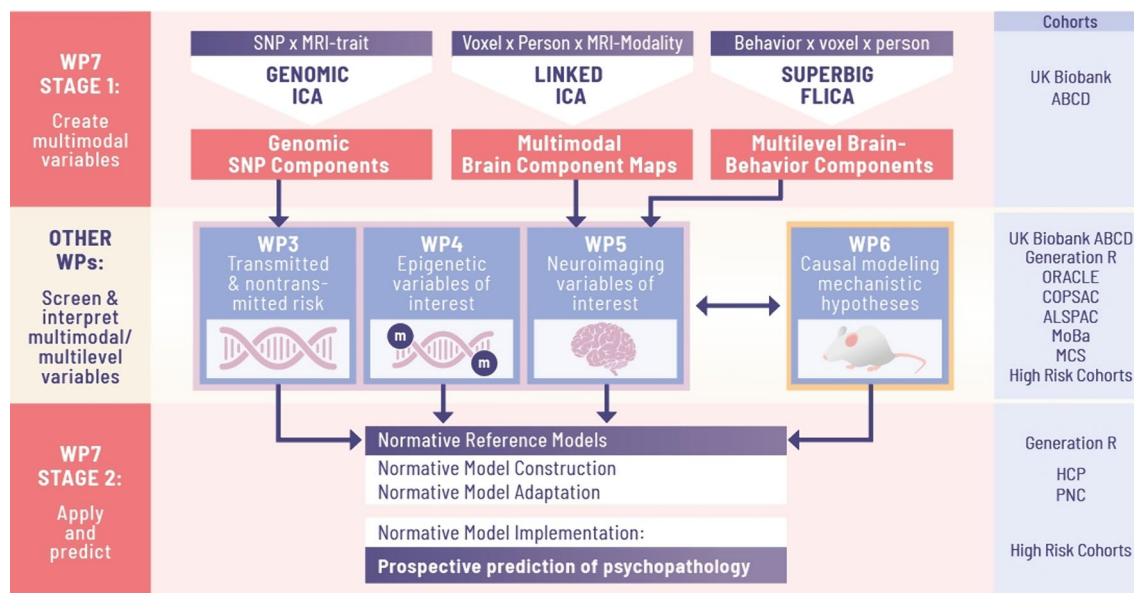 WP7
STAGE 1:
Create
multimodal
variables
SNP x MRI-trait
GENOMIC
ICA
Genomic
SNP Components
Voxel x Person x MRI-Modality
LINKED
ICA
Multimodal
Brain Component Maps
Behavior x voxel x person
SUPERBIG
FLICA
Multilevel Brain-
Behavior Components
Cohorts
UK Biobank
ABCD
OTHER
WPs:
Screen &
interpret
multimodal/
multilevel
variables
WP3
Transmitted
& nontrans-
mitted risk
WP4
Epigenetic
variables of
interest
m
m
WP5
Neuroimaging
variables of
interest
WP6
Causal modeling
mechanistic
hypotheses
UK Biobank ABCD
Generation R
ORACLE
COPSAC
ALSPAC
MoBa
MCS
High Risk Cohorts
WP7
STAGE 2:
Apply
and
predict
Normative Reference Models
Normative Model Construction
Normative Model Adaptation
Normative Model Implementation:
Prospective prediction of psychopathology
Generation R
HCP
PNC
High Risk Cohorts